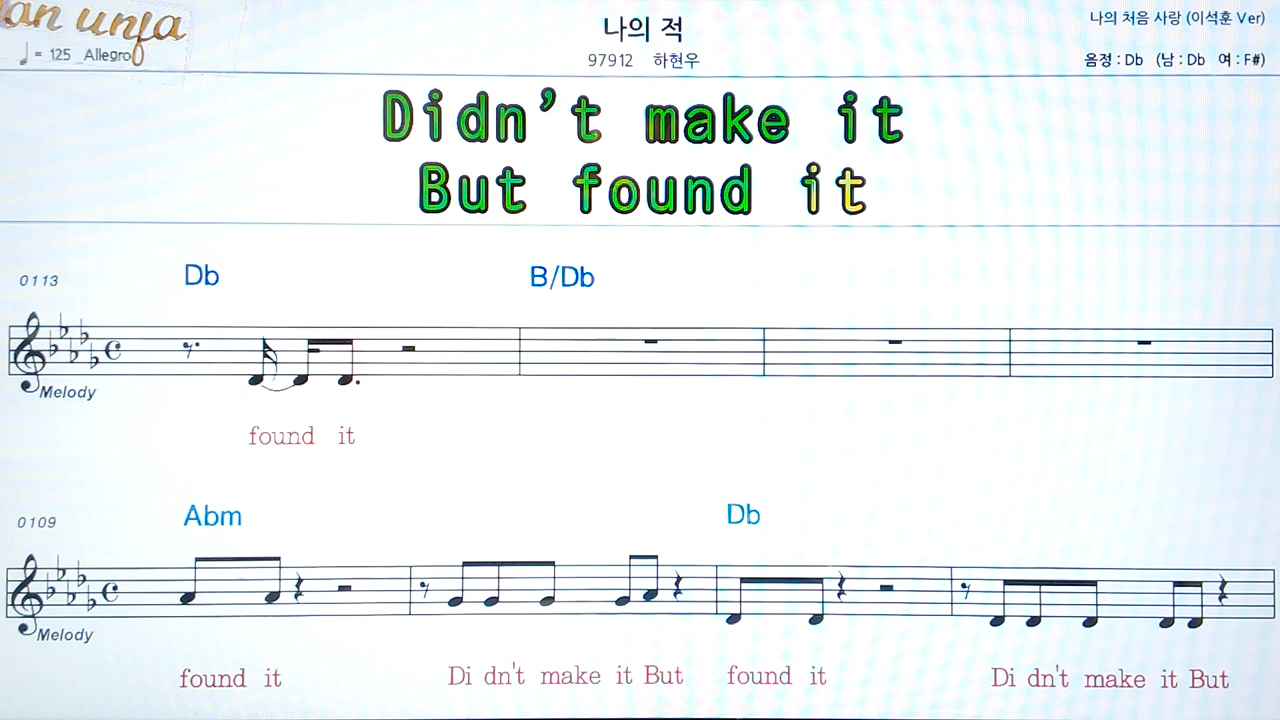 an unfa
나의 적
나의 처음 사랑 (이석훈 Ver)
♩ = 125 Allegro
97912 하현우
음정 : Db (남 : Db 여 : F#)
Didn't make it
But found it
0113
Db B/Db
Melody
found it
0109
Abm Db
Melody
found it Di dn't make it But found it Di dn't make it But